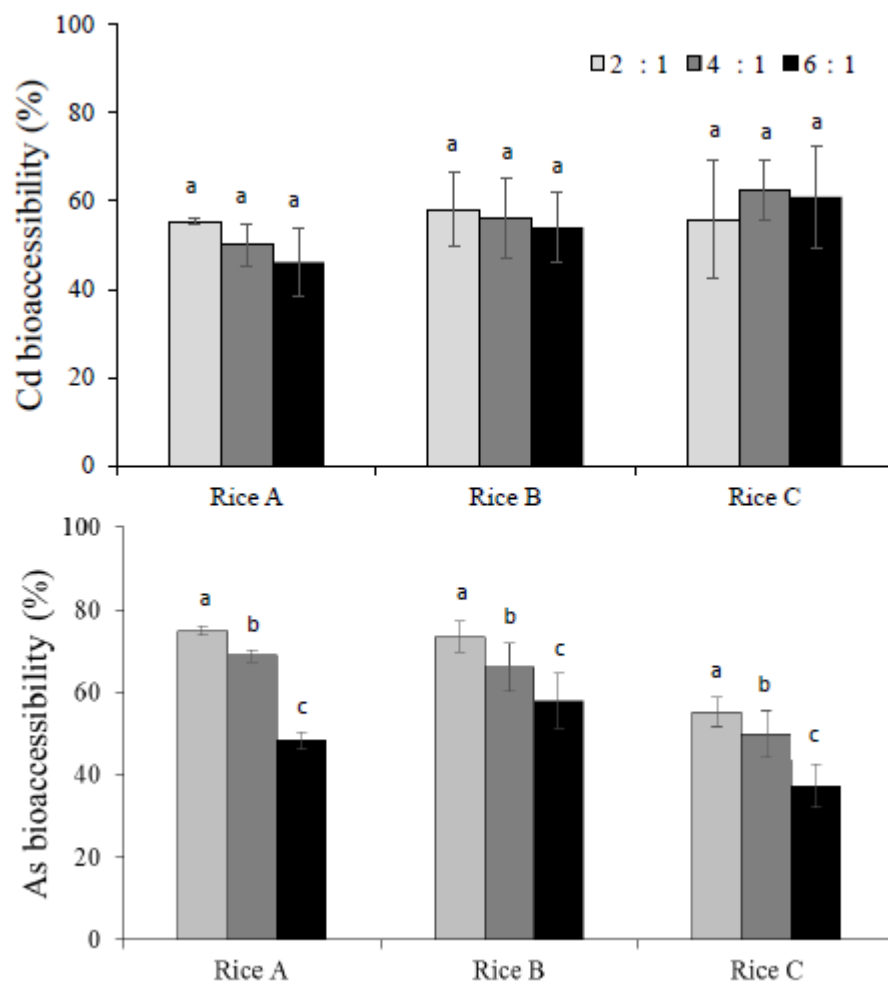 100
80
60
40
20
0
Cd bioaccessibility (%)
2 : 1 4 : 1 6 : 1
a a a
a a a
a a a
Rice A Rice B Rice C
100
80
60
40
20
0
As bioaccessibility (%)
a b c
a b c
a b c
Rice A Rice B Rice C